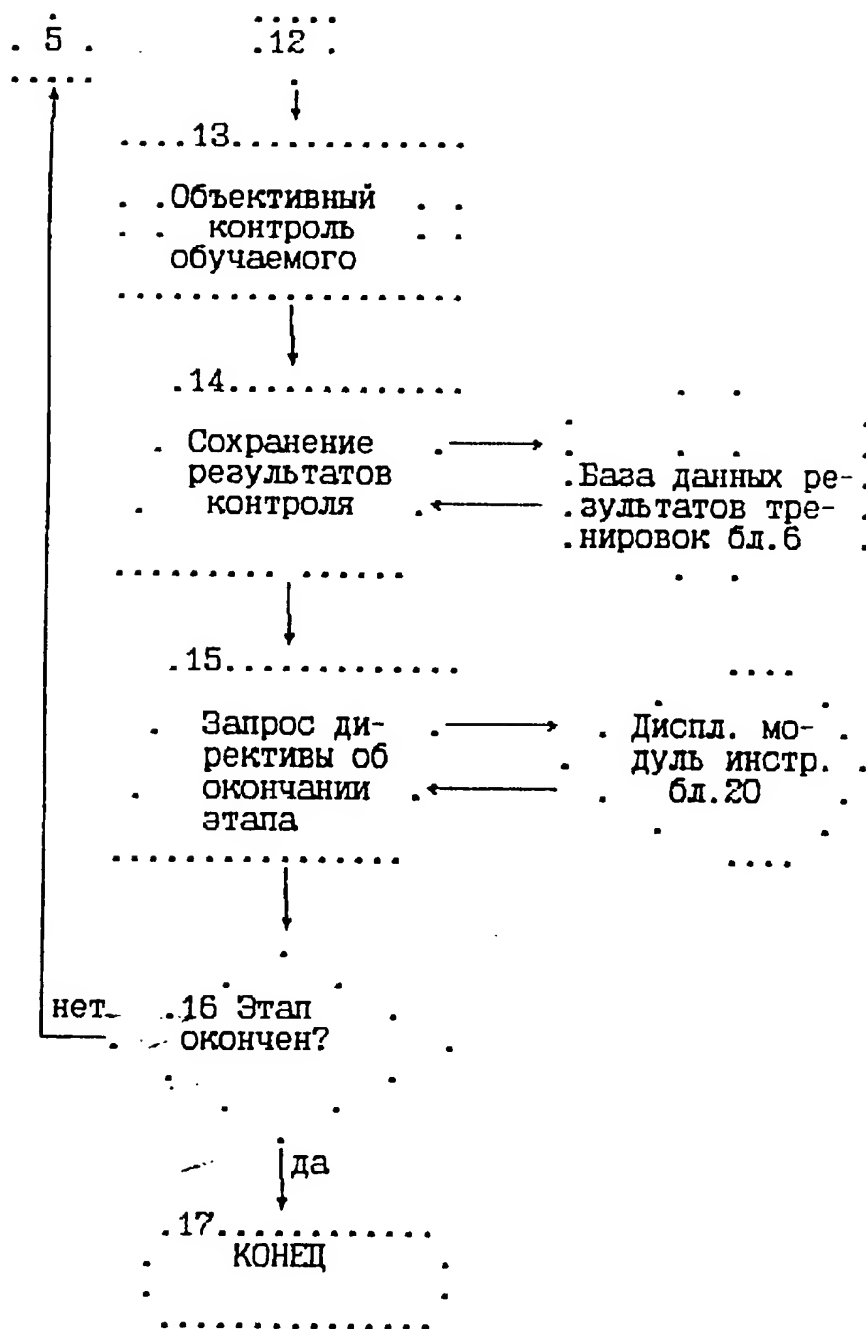 5
12
13
Объективный
контроль
обучаемого
14
Сохранение
результатов
контроля
База данных ре-
зультатов тре-
нировок бл.6
15
Запрос ди-
рективы об
окончании
этапа
Диспл. мо-
дуль инстр.
бл.20
нет
16 Этап
окончен?
да
17
КОНЕЦ